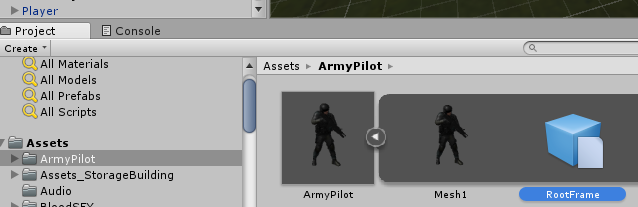 Player
Project Console
Create
All Materials
All Models
All Prefabs
All Scripts
Assets
ArmyPilot
Assets_StorageBuilding
Audio
BloodSFX
Assets ArmyPilot
ArmyPilot Mesh1 RootFrame